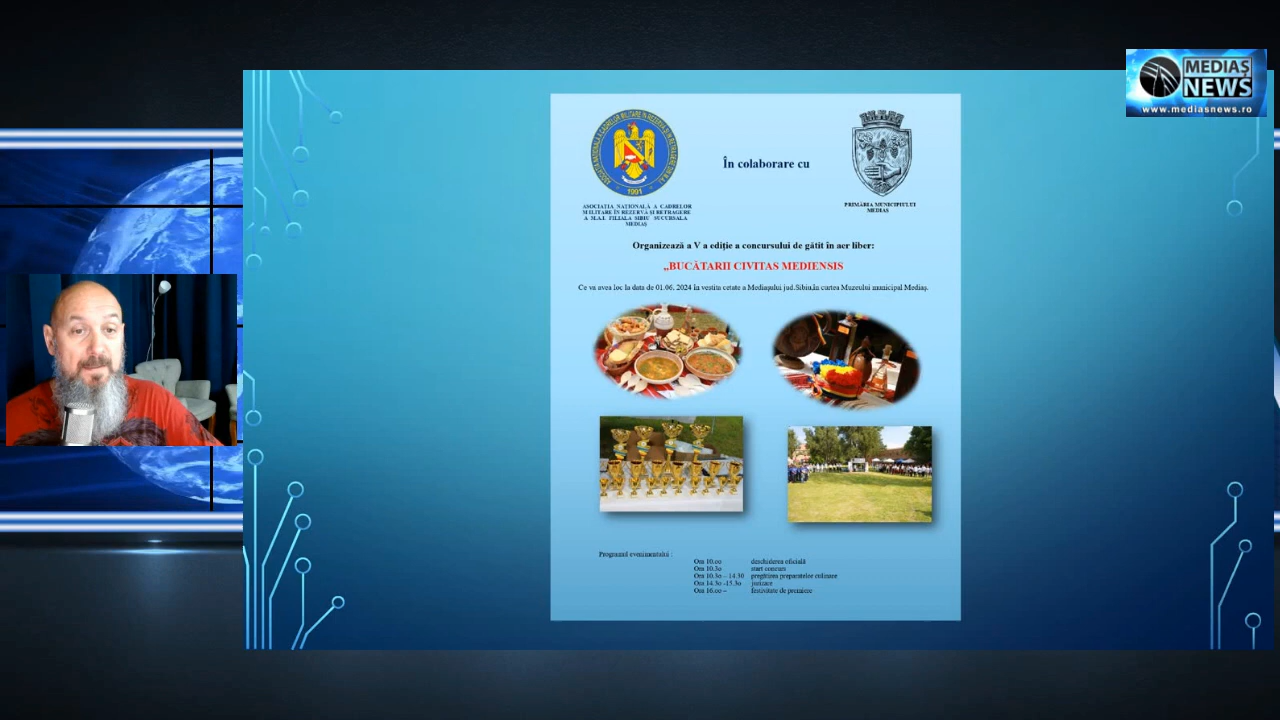 MEDIAȘ
NEWS
www.mediasnews.ro
1991
În colaborare cu
ASOCIAȚIA NAȚIONALĂ A CADRELOR
MILITARE ÎN REZERVĂ ȘI RETRAGERE
A M.A.I. FILIALA SIBIU SUCURSALA
MEDIAȘ
PRIMĂRIA MUNICIPIULUI
MEDIAS
Organizează a V a ediție a concursului de gătit în aer liber:
„BUCĂTARII CIVITAS MEDIENSIS
Ce va avea loc la data de 01.06. 2024 în vestita cetate a Mediașului jud.Sibiu,în curtea Muzeului municipal Mediaș.
Programul evenimentului :
Ora 10.oo deschiderea oficială
Ora 10.3o start concurs
Ora 10.3o – 14.30 pregătirea preparatelor culinare
Ora 14.3o -15.3o jurizare
Ora 16.oo – festivitate de premiere